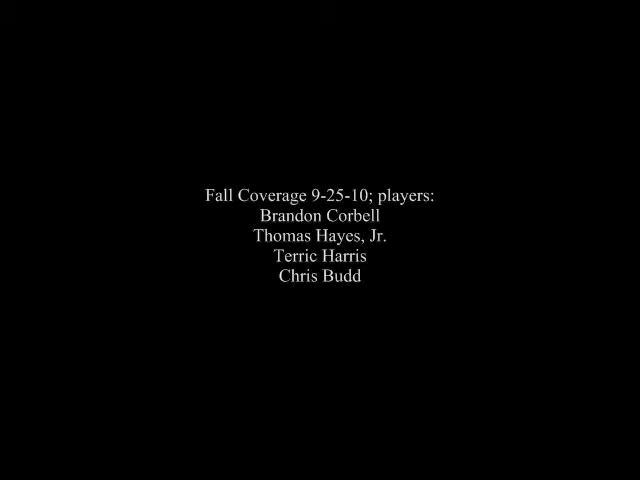 Fall Coverage 9-25-10; players:
Brandon Corbell
Thomas Hayes, Jr.
Terric Harris
Chris Budd